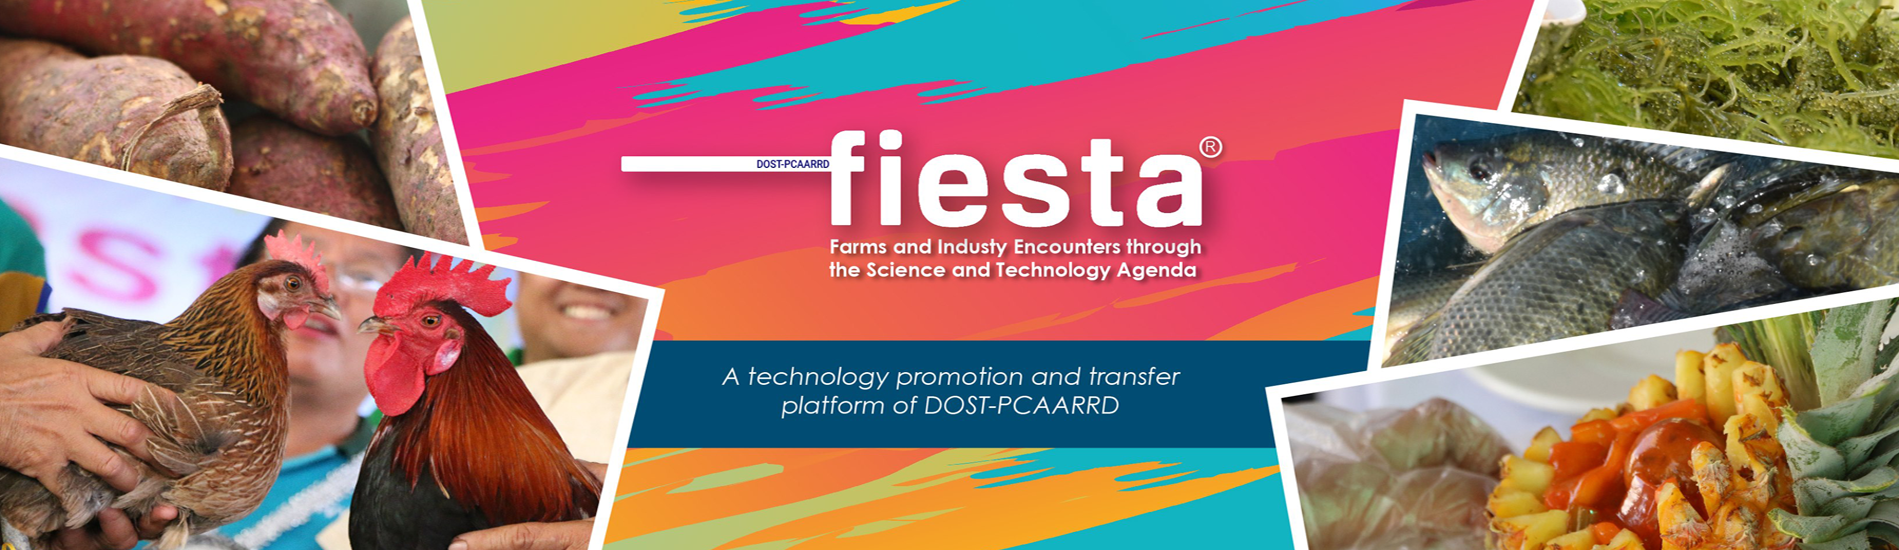 DOST-PCAARRD
fiesta®
Farms and Industy Encounters through
the Science and Technology Agenda
A technology promotion and transfer
platform of DOST-PCAARRD